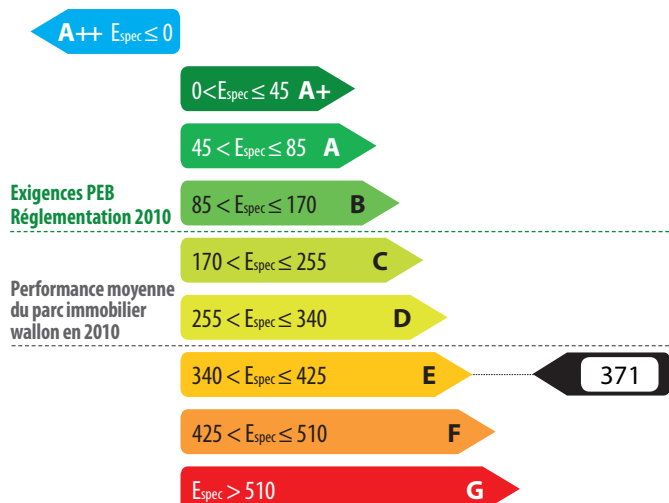 A++ Espec ≤ 0
0<Espec ≤ 45 A+
45 < Espec ≤ 85 A
Exigences PEB
Réglementation 2010
85 < Espec ≤ 170 B
170 < Espec ≤ 255 C
Performance moyenne
du parc immobilier
wallon en 2010
255 < Espec ≤ 340 D
340 < Espec ≤ 425 E
371
425 < Espec ≤ 510 F
Espec > 510 G